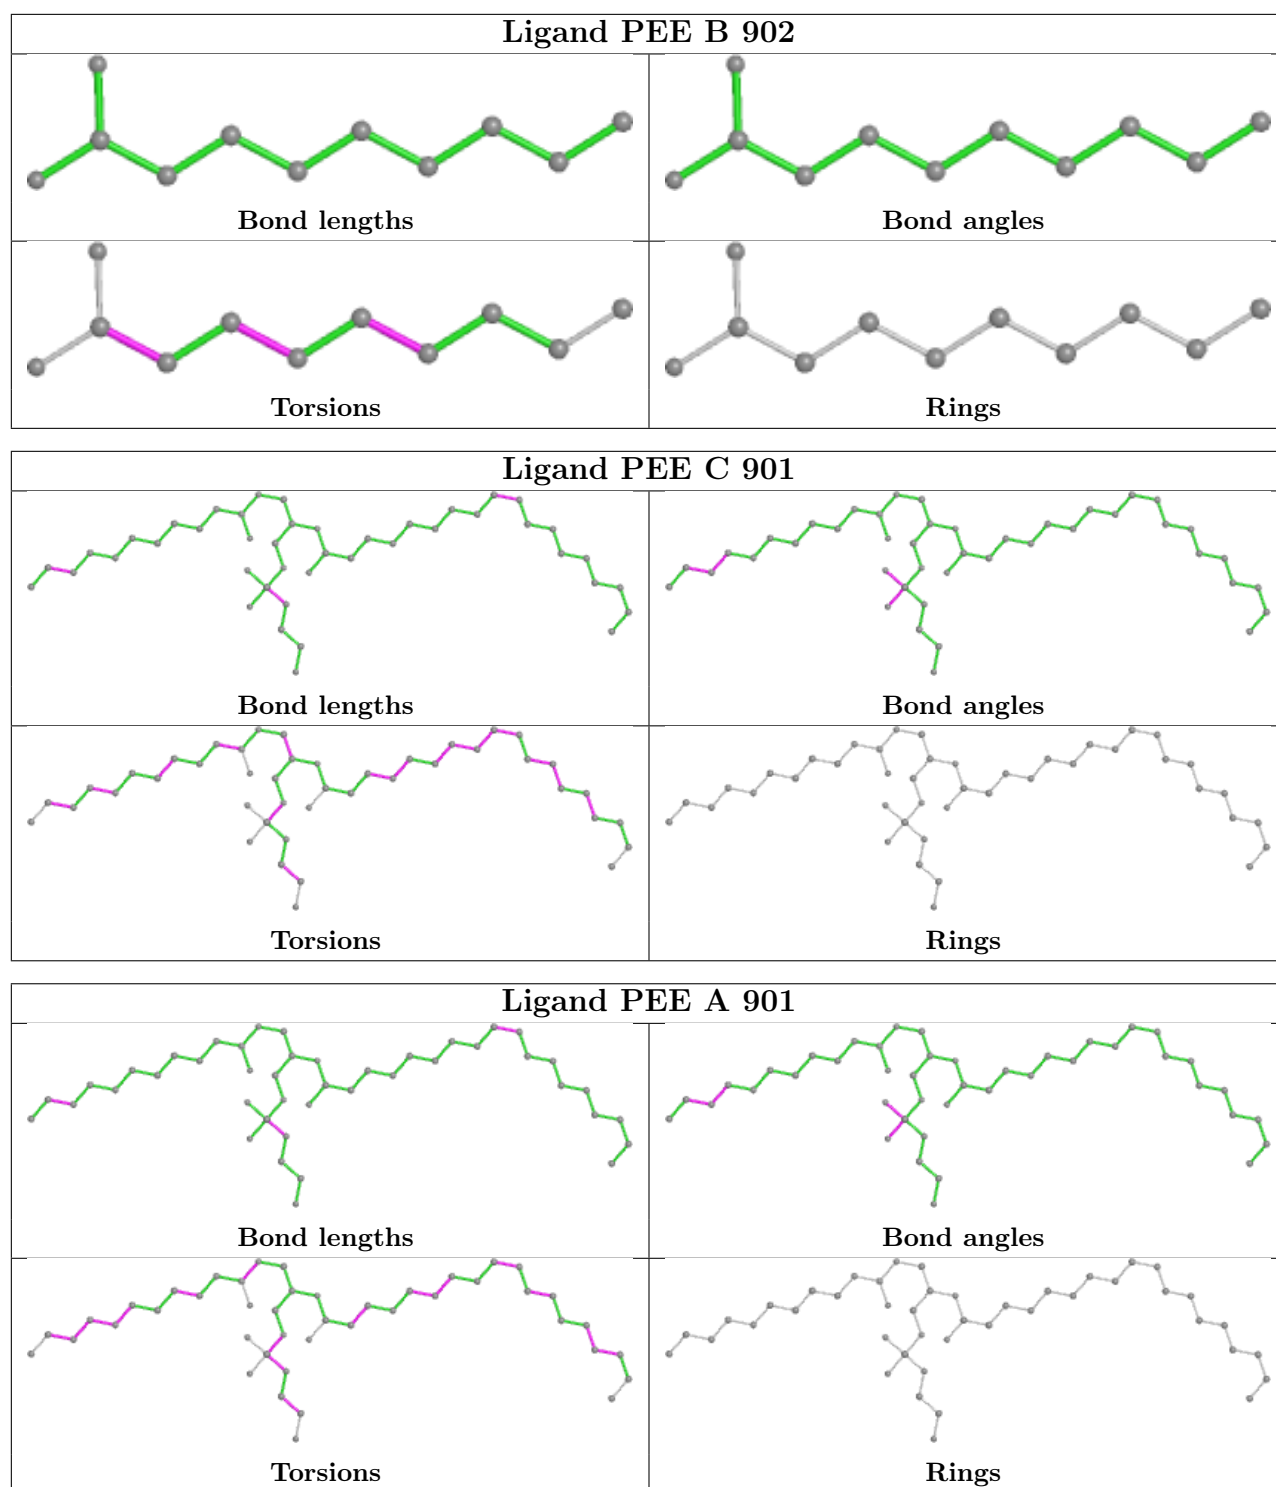 Ligand PEE B 902
Bond lengths
Bond angles
Torsions
Rings
Ligand PEE C 901
Bond lengths
Bond angles
Torsions
Rings
Ligand PEE A 901
Bond lengths
Bond angles
Torsions
Rings